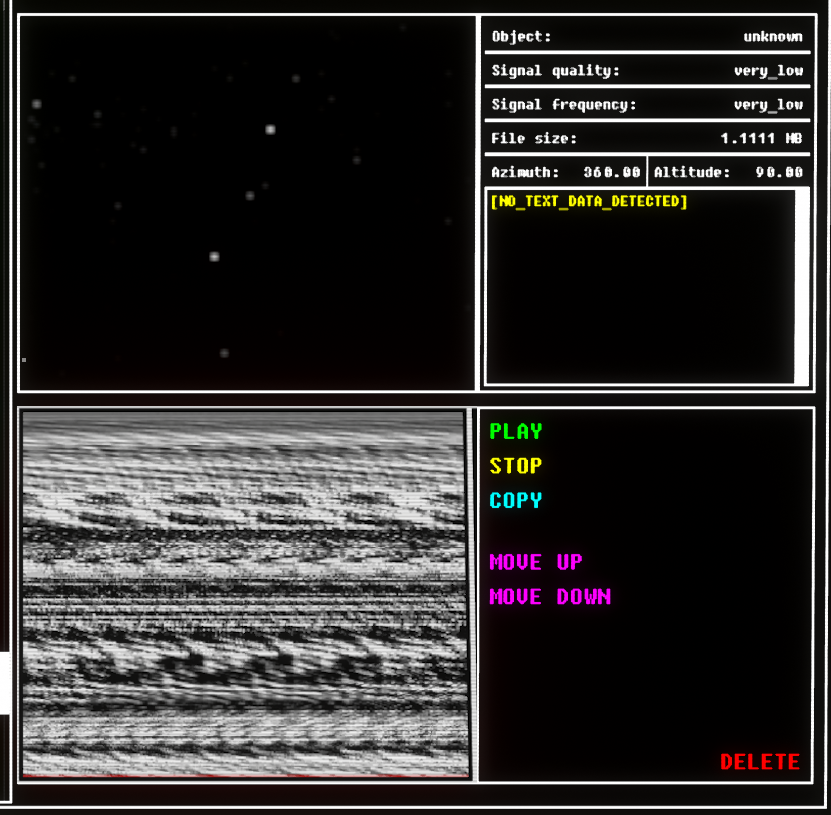 Object: unknown
Signal quality: very_low
Signal frequency: very_low
File size: 1.1111 MB
Azimuth: 360.00 Altitude: 90.00
[NO_TEXT_DATA_DETECTED]
PLAY
STOP
COPY
MOVE UP
MOVE DOWN
DELETE